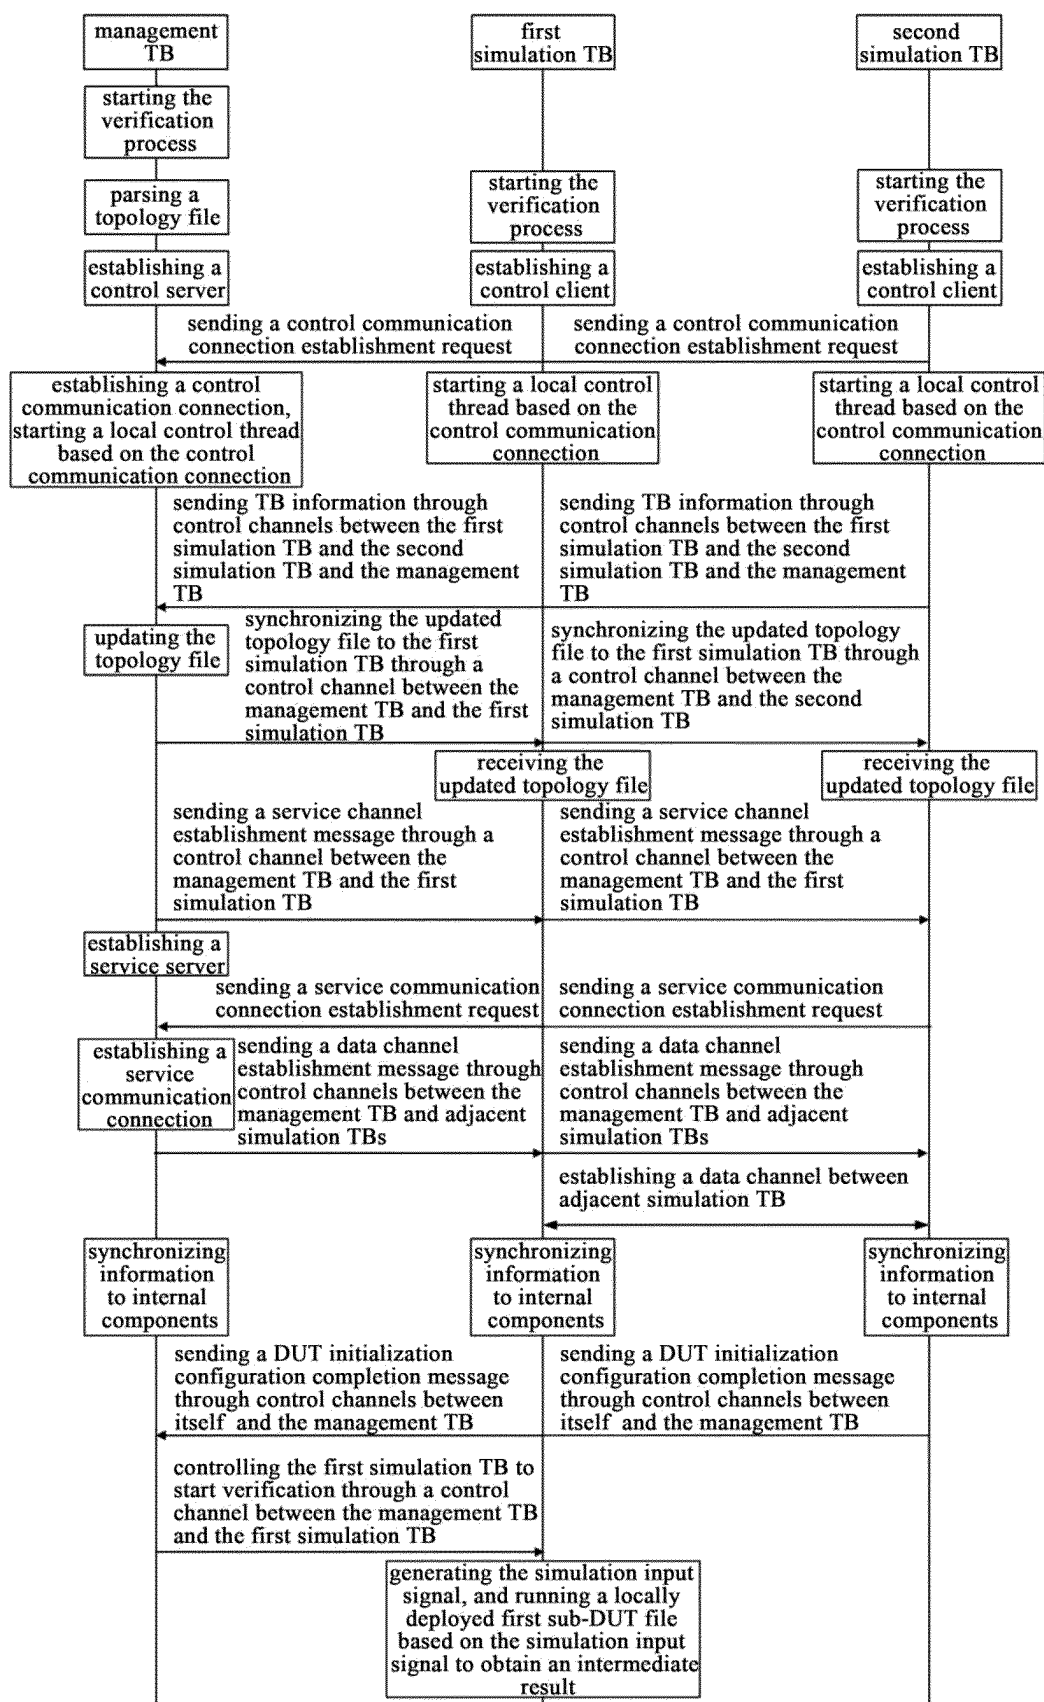 management
TB
first
simulation TB
second
simulation TB
starting the
verification
process
parsing a
topology file
starting the
verification
process
starting the
verification
process
establishing a
control server
establishing a
control client
establishing a
control client
sending a control communication
connection establishment request
sending a control communication
connection establishment request
establishing a control
communication connection,
starting a local control thread
based on the control
communication connection
starting a local control
thread based on the
control communication
connection
starting a local control
thread based on the
control communication
connection
sending TB information through
control channels between the first
simulation TB and the second
simulation TB and the management
TB
sending TB information through
control channels between the first
simulation TB and the second
simulation TB and the management
TB
updating the
topology file
synchronizing the updated
topology file to the first
simulation TB through a
control channel between the
management TB and the first
simulation TB
synchronizing the updated topology
file to the first simulation TB through
a control channel between the
management TB and the second
simulation TB
receiving the
updated topology file
receiving the
updated topology file
sending a service channel
establishment message through a
control channel between the
management TB and the first
simulation TB
sending a service channel
establishment message through a
control channel between the
management TB and the first
simulation TB
establishing a
service server
sending a service communication
connection establishment request
sending a service communication
connection establishment request
establishing a
service
communication
connection
sending a data channel
establishment message through
control channels between the
management TB and adjacent
simulation TBs
sending a data channel
establishment message through
control channels between the
management TB and adjacent
simulation TBs
establishing a data channel between
adjacent simulation TB
synchronizing
information
to internal
components
synchronizing
information
to internal
components
synchronizing
information
to internal
components
sending a DUT initialization
configuration completion message
through control channels between
itself and the management TB
sending a DUT initialization
configuration completion message
through control channels between
itself and the management TB
controlling the first simulation TB to
start verification through a control
channel between the management TB
and the first simulation TB
generating the simulation input
signal, and running a locally
deployed first sub-DUT file
based on the simulation input
signal to obtain an intermediate
result